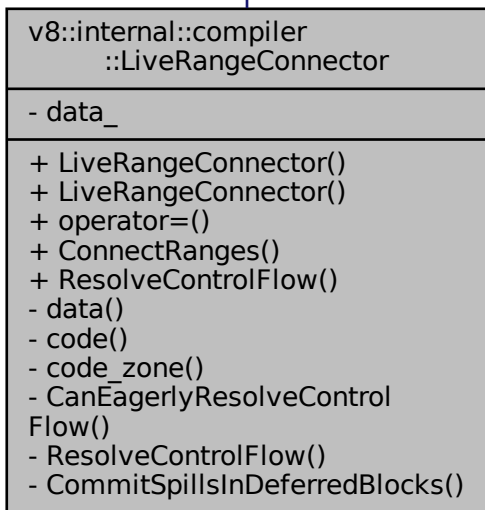 v8::internal::compiler
::LiveRangeConnector
- data_
+ LiveRangeConnector()
+ LiveRangeConnector()
+ operator=()
+ ConnectRanges()
+ ResolveControlFlow()
- data()
- code()
- code_zone()
- CanEagerlyResolveControl
Flow()
- ResolveControlFlow()
- CommitSpillsInDeferredBlocks()